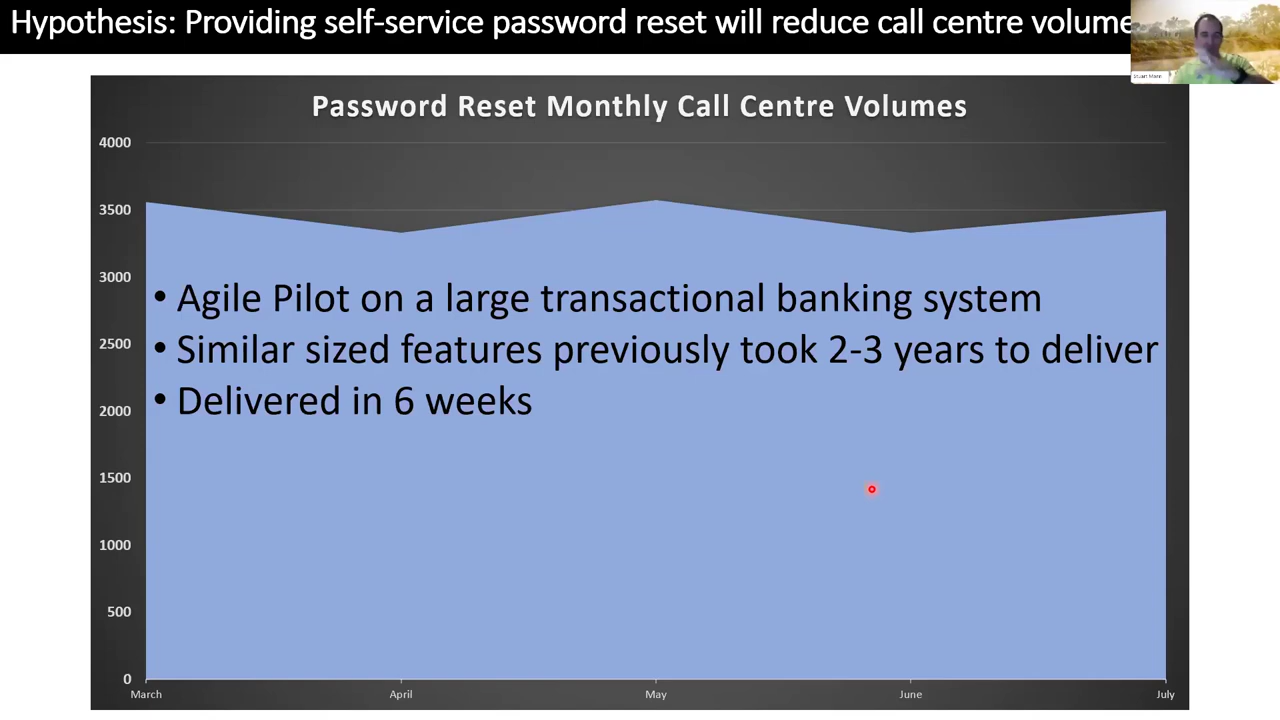 Hypothesis: Providing self-service password reset will reduce call centre volume
Stuart Mann
Password Reset Monthly Call Centre Volumes
4000
3500
3000
• Agile Pilot on a large transactional banking system
2500
• Similar sized features previously took 2-3 years to deliver
2000
• Delivered in 6 weeks
1500
1000
500
0
March April May June July